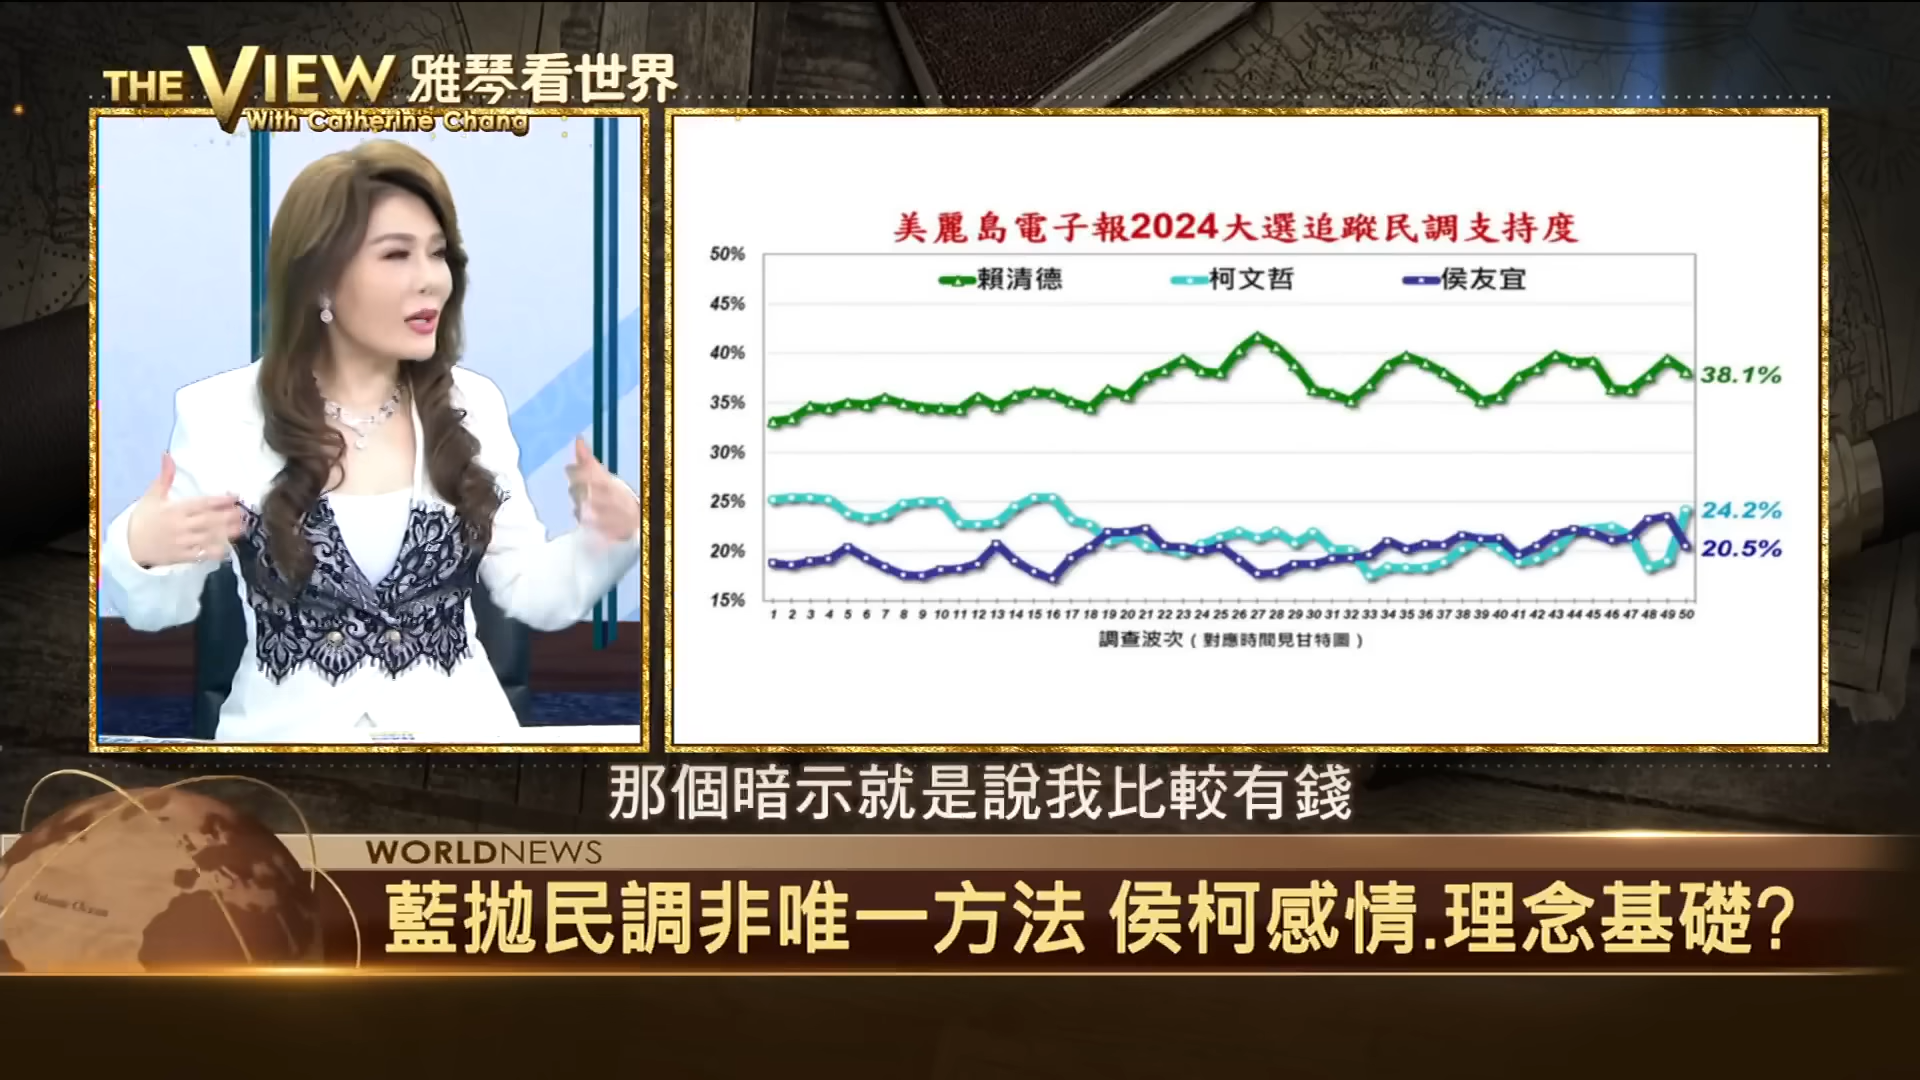 THE VIEW 雅琴看世界
With Catherine Chang
美麗島電子報2024大選追蹤民調支持度
50%
賴清德 柯文哲 侯友宜
45%
40%
38.1%
35%
30%
25%
24.2%
20%
20.5%
15%
1 2 3 4 5 6 7 8 9 10 11 12 13 14 15 16 17 18 19 20 21 22 23 24 25 26 27 28 29 30 31 32 33 34 35 36 37 38 39 40 41 42 43 44 45 46 47 48 49 50
調查波次(對應時間見甘特圖)
那個暗示就是說我比較有錢
WORLDNEWS
藍拋民調非唯一方法 侯柯感情.理念基礎?